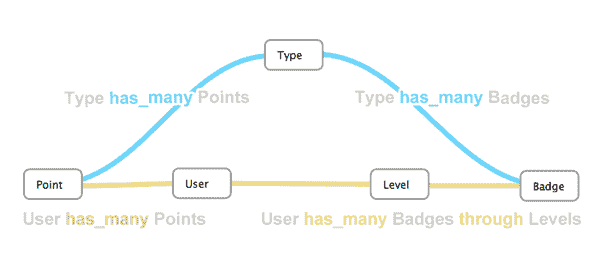 Type
Type has_many Points
Type has_many Badges
Point
User
Level
Badge
User has_many Points
User has_many Badges through Levels